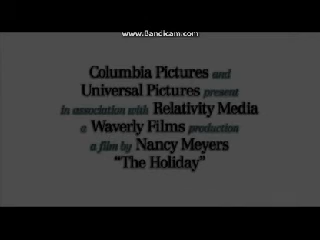 www.Bandicam.com
Columbia Pictures and
Universal Pictures present
in association with Relativity Media
a Waverly Films production
a film by Nancy Meyers
“The Holiday”